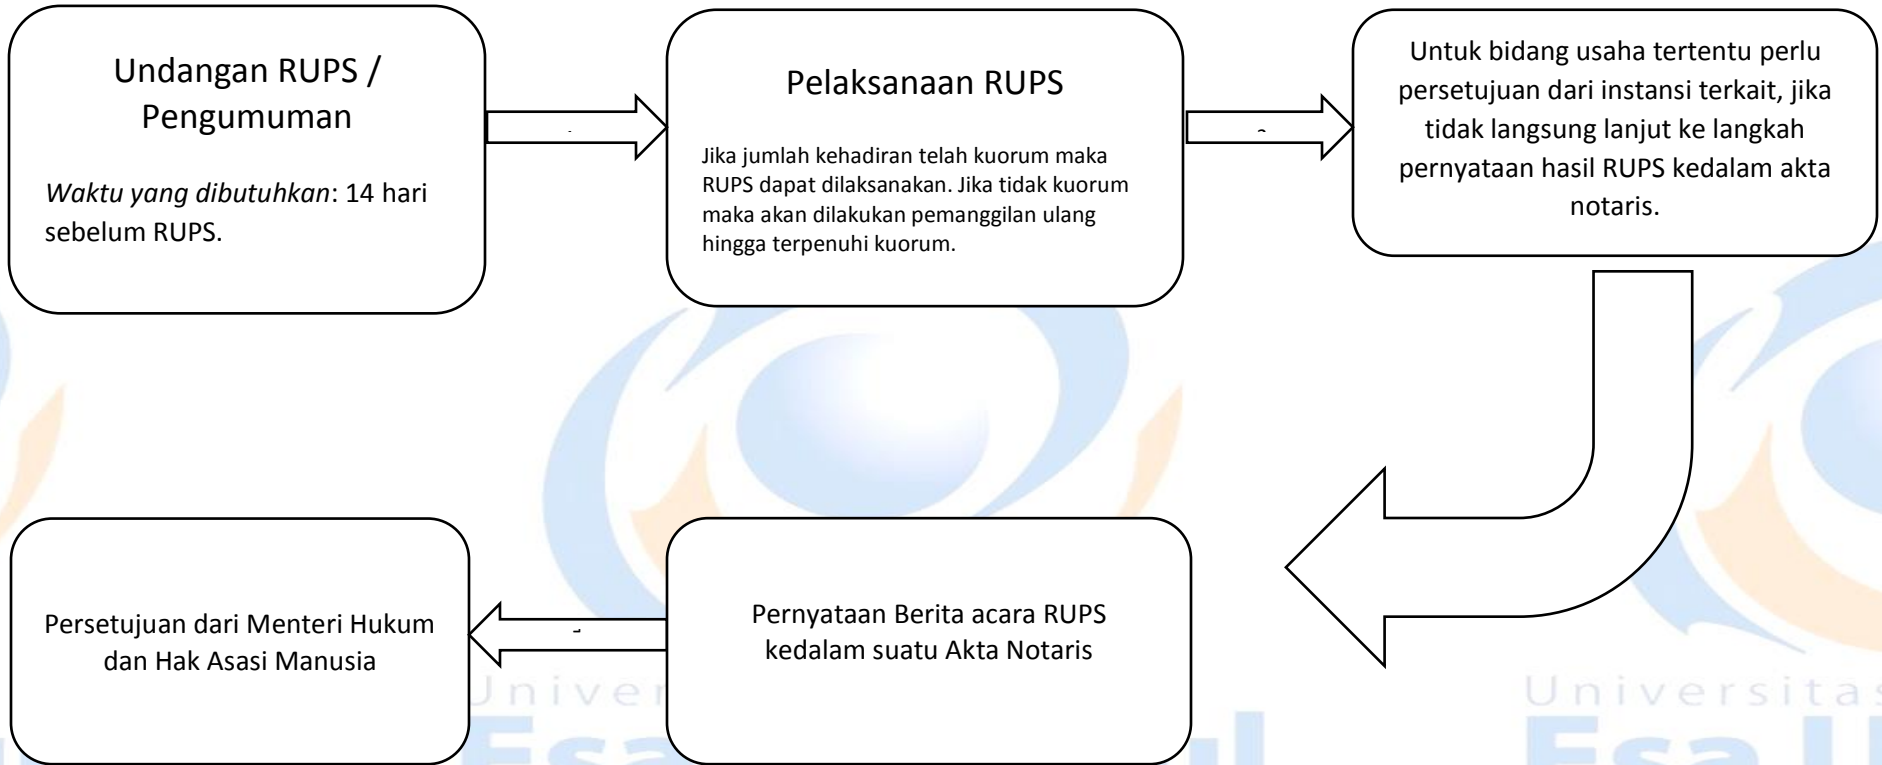 Undangan RUPS /
Pengumuman
Waktu yang dibutuhkan: 14 hari
sebelum RUPS.
Pelaksanaan RUPS
Jika jumlah kehadiran telah kuorum maka
RUPS dapat dilaksanakan. Jika tidak kuorum
maka akan dilakukan pemanggilan ulang
hingga terpenuhi kuorum.
Untuk bidang usaha tertentu perlu
persetujuan dari instansi terkait, jika
tidak langsung lanjut ke langkah
pernyataan hasil RUPS kedalam akta
notaris.
Persetujuan dari Menteri Hukum
dan Hak Asasi Manusia
Pernyataan Berita acara RUPS
kedalam suatu Akta Notaris
Universitas
Esa